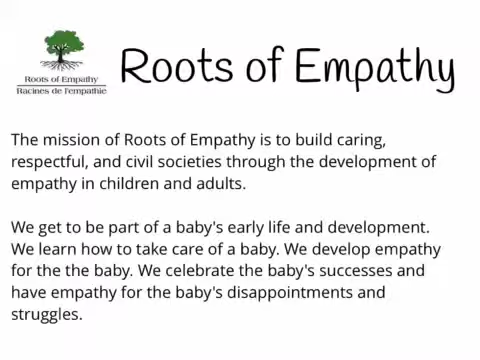 Roots of Empathy
Racines de l'empathie
Roots of Empathy
The mission of Roots of Empathy is to build caring,
respectful, and civil societies through the development of
empathy in children and adults.
We get to be part of a baby's early life and development.
We learn how to take care of a baby. We develop empathy
for the the baby. We celebrate the baby's successes and
have empathy for the baby's disappointments and
struggles.